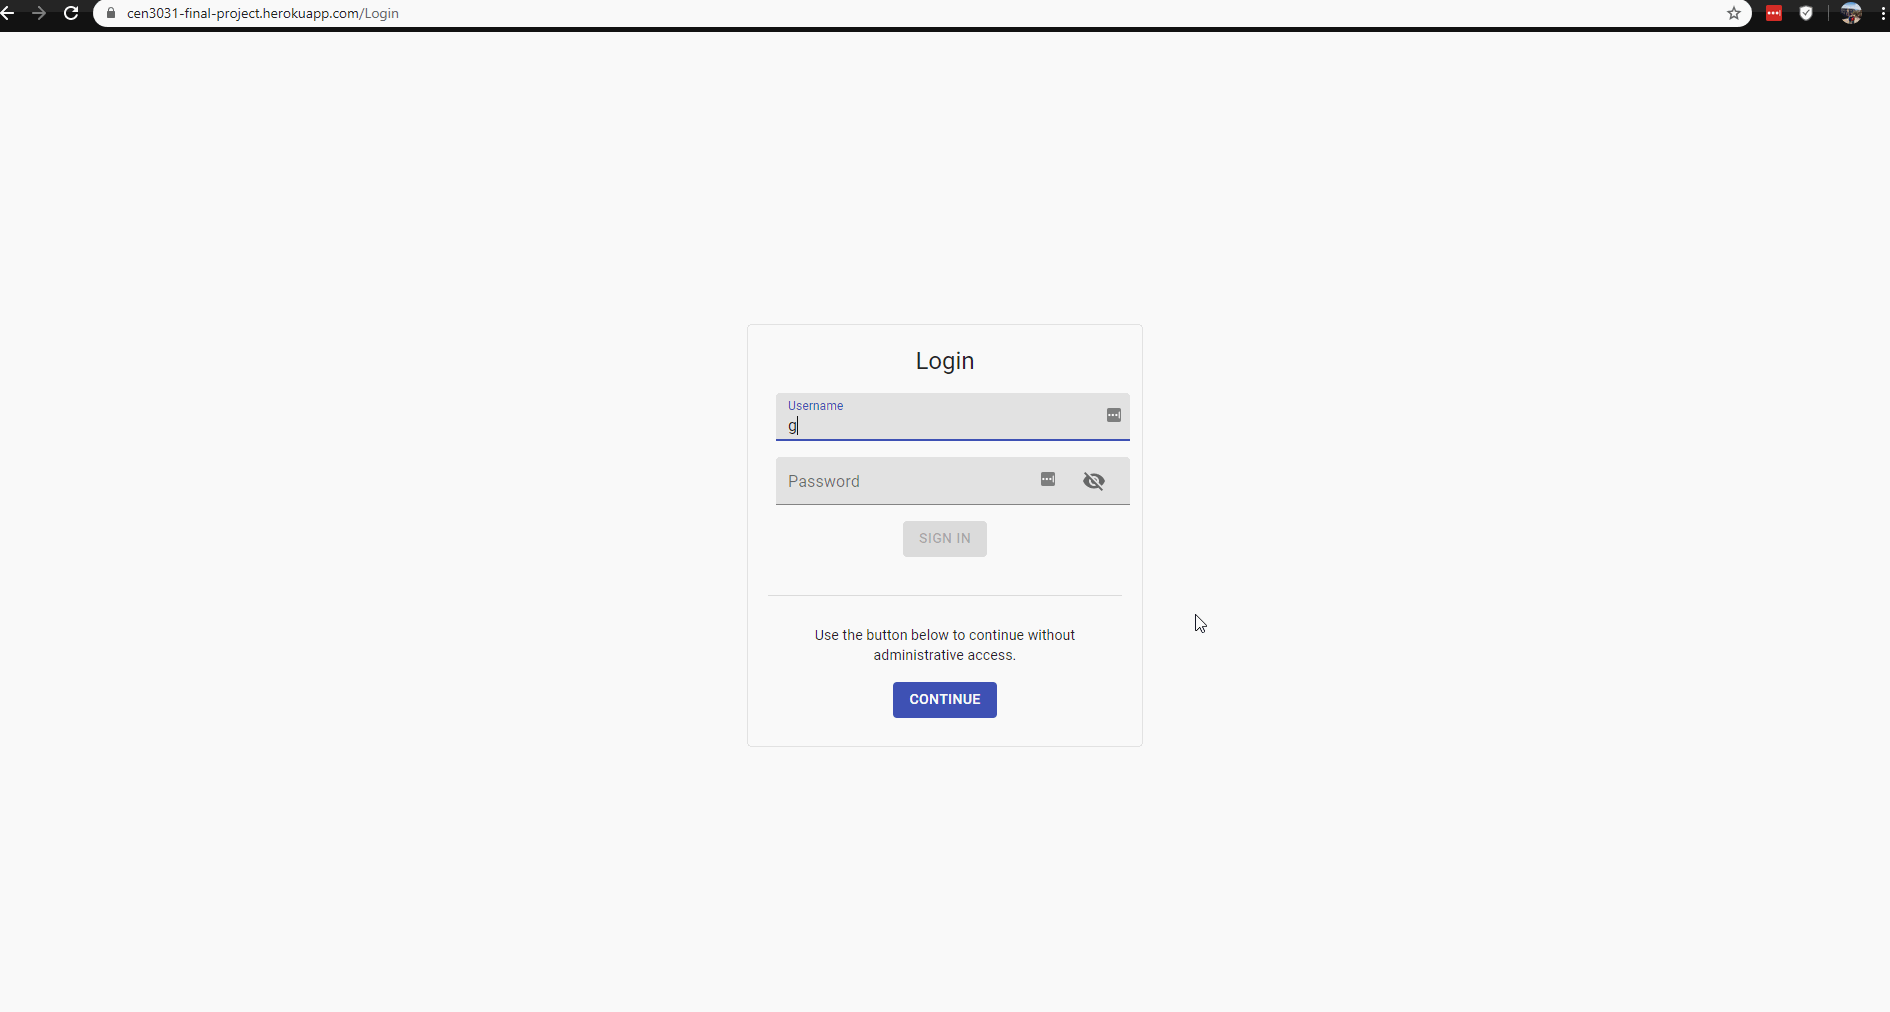 cen3031-final-project.herokuapp.com/Login
Login
Username
g
Password
SIGN IN
Use the button below to continue without
administrative access.
CONTINUE